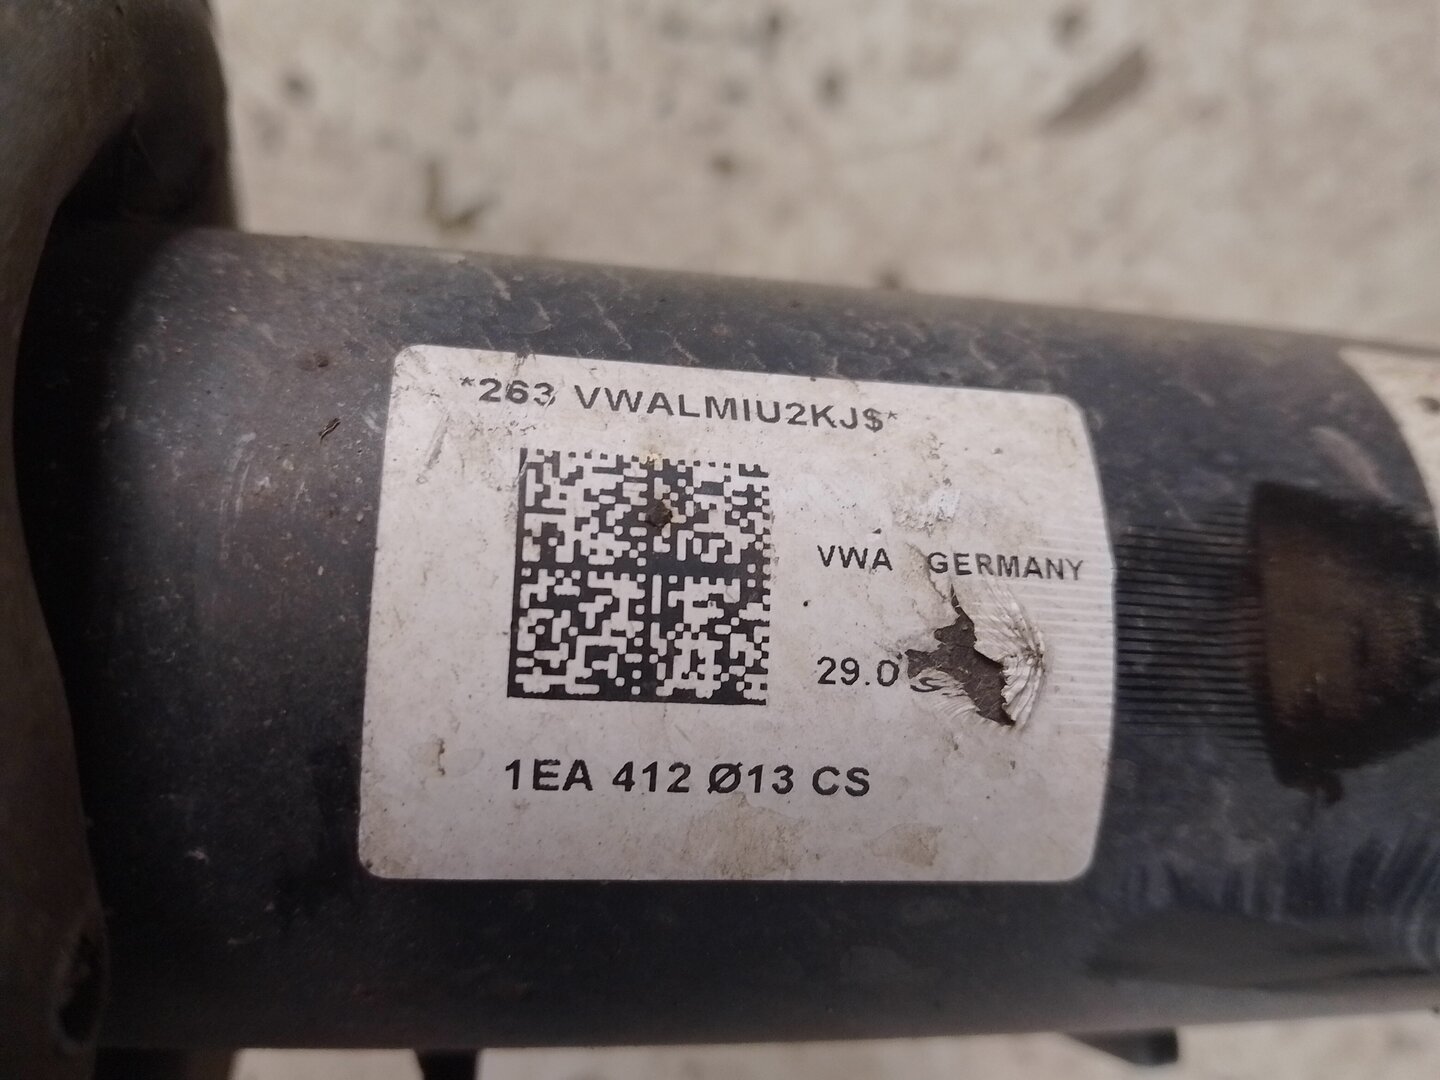 *263 VWALMIU2KJ$*
VWA GERMANY
29.0
1EA 412 Ø13 CS